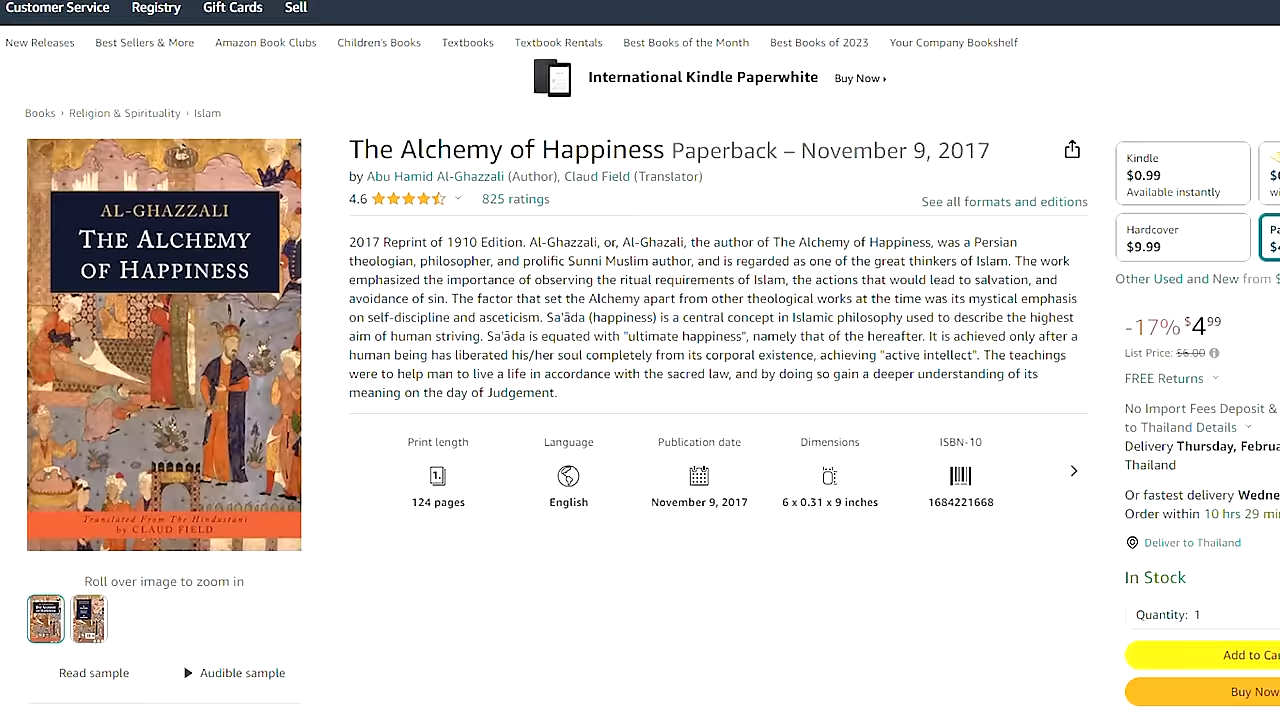 Customer Service Registry Gift Cards Sell
New Releases Best Sellers & More Amazon Book Clubs Children's Books Textbooks Textbook Rentals Best Books of the Month Best Books of 2023 Your Company Bookshelf
International Kindle Paperwhite Buy Now ›
Books › Religion & Spirituality › Islam
AL-GHAZZALI
THE ALCHEMY
OF HAPPINESS
Translated From The Hindustani
by CLAUD FIELD
Roll over image to zoom in
Read sample
Audible sample
The Alchemy of Happiness Paperback – November 9, 2017
by Abu Hamid Al-Ghazzali (Author), Claud Field (Translator)
4.6 825 ratings
See all formats and editions
2017 Reprint of 1910 Edition. Al-Ghazzali, or, Al-Ghazali, the author of The Alchemy of Happiness, was a Persian
theologian, philosopher, and prolific Sunni Muslim author, and is regarded as one of the great thinkers of Islam. The work
emphasized the importance of observing the ritual requirements of Islam, the actions that would lead to salvation, and
avoidance of sin. The factor that set the Alchemy apart from other theological works at the time was its mystical emphasis
on self-discipline and asceticism. Sa'āda (happiness) is a central concept in Islamic philosophy used to describe the highest
aim of human striving. Sa'āda is equated with "ultimate happiness", namely that of the hereafter. It is achieved only after a
human being has liberated his/her soul completely from its corporal existence, achieving "active intellect". The teachings
were to help man to live a life in accordance with the sacred law, and by doing so gain a deeper understanding of its
meaning on the day of Judgement.
Print length Language Publication date Dimensions ISBN-10
124 pages English November 9, 2017 6 x 0.31 x 9 inches 1684221668
Kindle
$0.99
Available instantly
Hardcover
$9.99
Other Used and New from $
-17% $4.99
List Price: $6.00
FREE Returns
No Import Fees Deposit &
to Thailand Details
Delivery Thursday,
Thailand
Or fastest delivery
Order within 10 hrs 29
Deliver to Thailand
In Stock
Quantity: 1
Add to
Buy Now